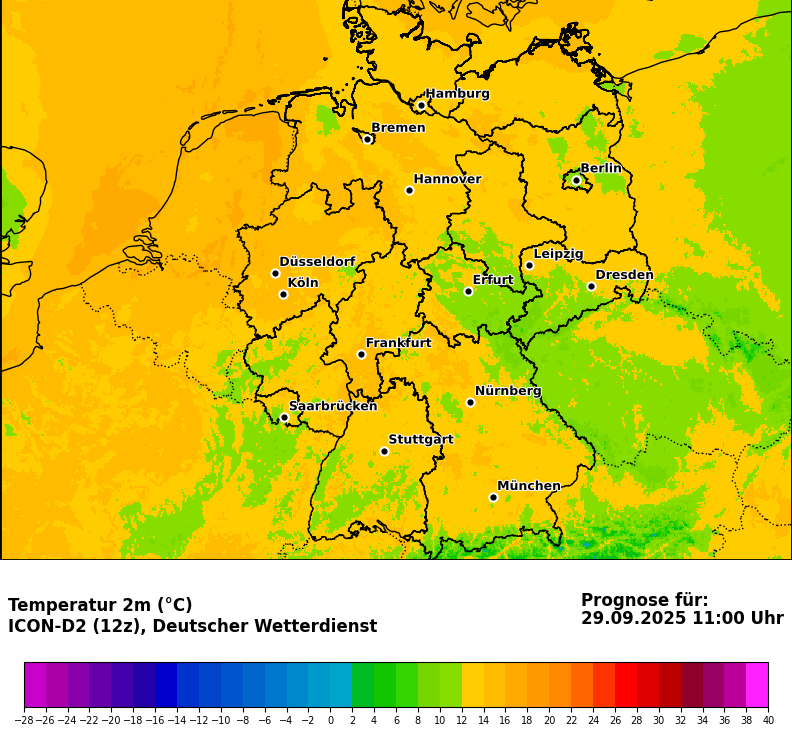 Hamburg
Bremen
Berlin
Hannover
Leipzig
Düsseldorf
Dresden
Köln
Erfurt
Frankfurt
Nürnberg
Saarbrücken
Stuttgart
München
Temperatur 2m (°C)
ICON-D2 (12z), Deutscher Wetterdienst
Prognose für:
29.09.2025 11:00 Uhr
−28 −26 −24 −22 −20 −18 −16 −14 −12 −10 −8 −6 −4 −2 0 2 4 6 8 10 12 14 16 18 20 22 24 26 28 30 32 34 36 38 40